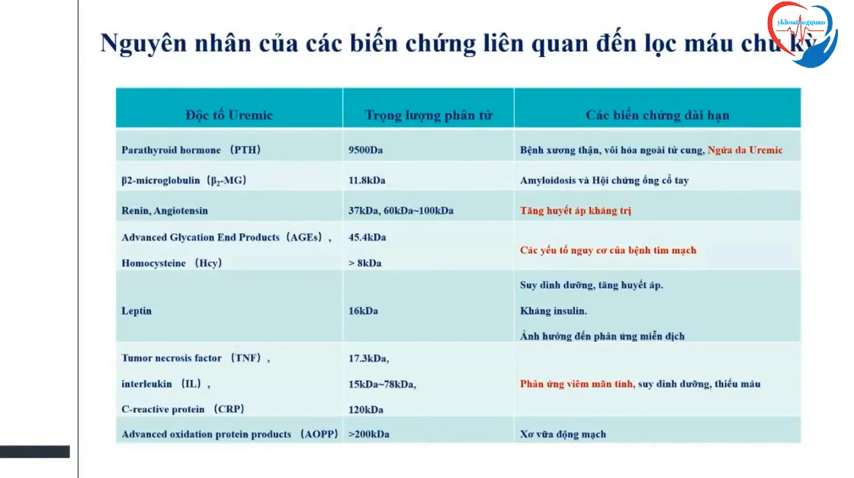 ykhoatangquan
Nguyên nhân của các biến chứng liên quan đến lọc máu chu kỳ
Độc tố Uremic Trọng lượng phân tử Các biến chứng dài hạn
Parathyroid hormone （PTH） 9500Da Bệnh xương thận, vôi hóa ngoài tử cung, Ngứa da Uremic
β2-microglobulin（β₂-MG） 11.8kDa Amyloidosis và Hội chứng ống cổ tay
Renin, Angiotensin 37kDa, 60kDa~100kDa Tăng huyết áp kháng trị
Advanced Glycation End Products（AGEs）, 45.4kDa
Các yếu tố nguy cơ của bệnh tim mạch
Homocysteine （Hcy） > 8kDa
Suy dinh dưỡng, tăng huyết áp.
Leptin 16kDa Kháng insulin.
Ảnh hưởng đến phản ứng miễn dịch
Tumor necrosis factor （TNF）, 17.3kDa,
interleukin （IL）, 15kDa~78kDa, Phản ứng viêm mãn tính, suy dinh dưỡng, thiếu máu
C-reactive protein （CRP） 120kDa
Advanced oxidation protein products （AOPP） >200kDa Xơ vữa động mạch